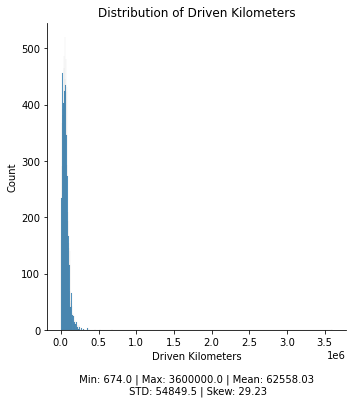 Distribution of Driven Kilometers
500
400
300
200
100
0
Count
0.0 0.5 1.0 1.5 2.0 2.5 3.0 3.5
1e6
Driven Kilometers
Min: 674.0 | Max: 3600000.0 | Mean: 62558.03
STD: 54849.5 | Skew: 29.23